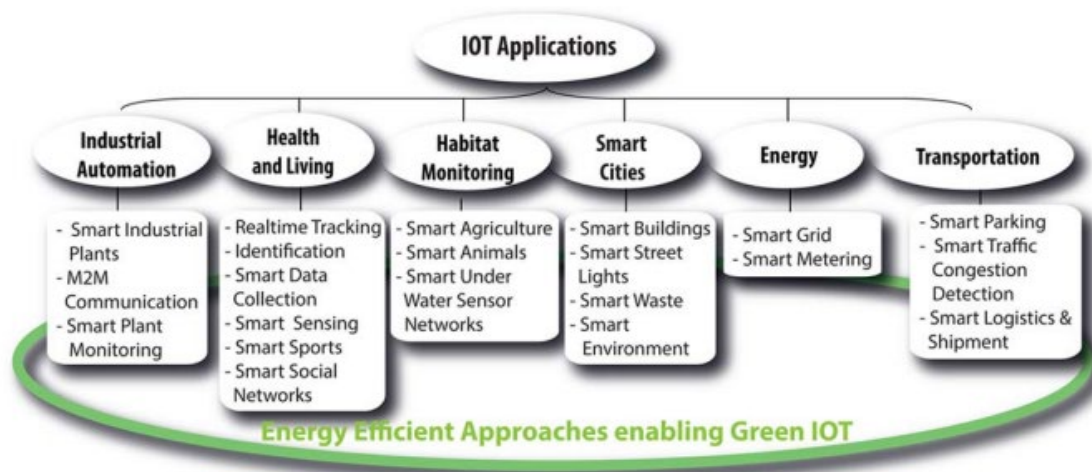 IOT Applications
Industrial
Automation
Health
and Living
Habitat
Monitoring
Smart
Cities
Energy
Transportation
- Smart Industrial
Plants
- M2M
Communication
- Smart Plant
Monitoring
- Realtime Tracking
- Identification
- Smart Data
Collection
- Smart Sensing
- Smart Sports
- Smart Social
Networks
- Smart Agriculture
- Smart Animals
- Smart Under
Water Sensor
Networks
- Smart Buildings
- Smart Street
Lights
- Smart Waste
- Smart
Environment
- Smart Grid
- Smart Metering
- Smart Parking
- Smart Traffic
Congestion
Detection
- Smart Logistics &
Shipment
Energy Efficient Approaches enabling Green IOT